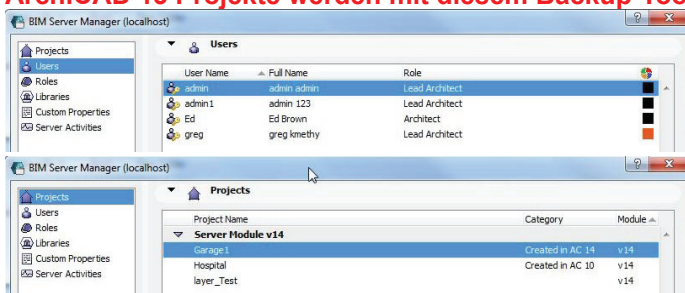 ArchiCAD 13 Projekte werden mit diesem Backup
BIM Server Manager (localhost)
Projects
Users
Roles
Libraries
Custom Properties
Server Activities
Users
User Name Full Name Role
admin admin admin Lead Architect
admin1 admin 123 Lead Architect
Ed Ed Brown Architect
greg greg kmethy Lead Architect
BIM Server Manager (localhost)
Projects
Users
Roles
Libraries
Custom Properties
Server Activities
Projects
Project Name Category Module
Server Module v14
Garage1 Created in AC 14 v14
Hospital Created in AC 10 v14
layer_Test v14